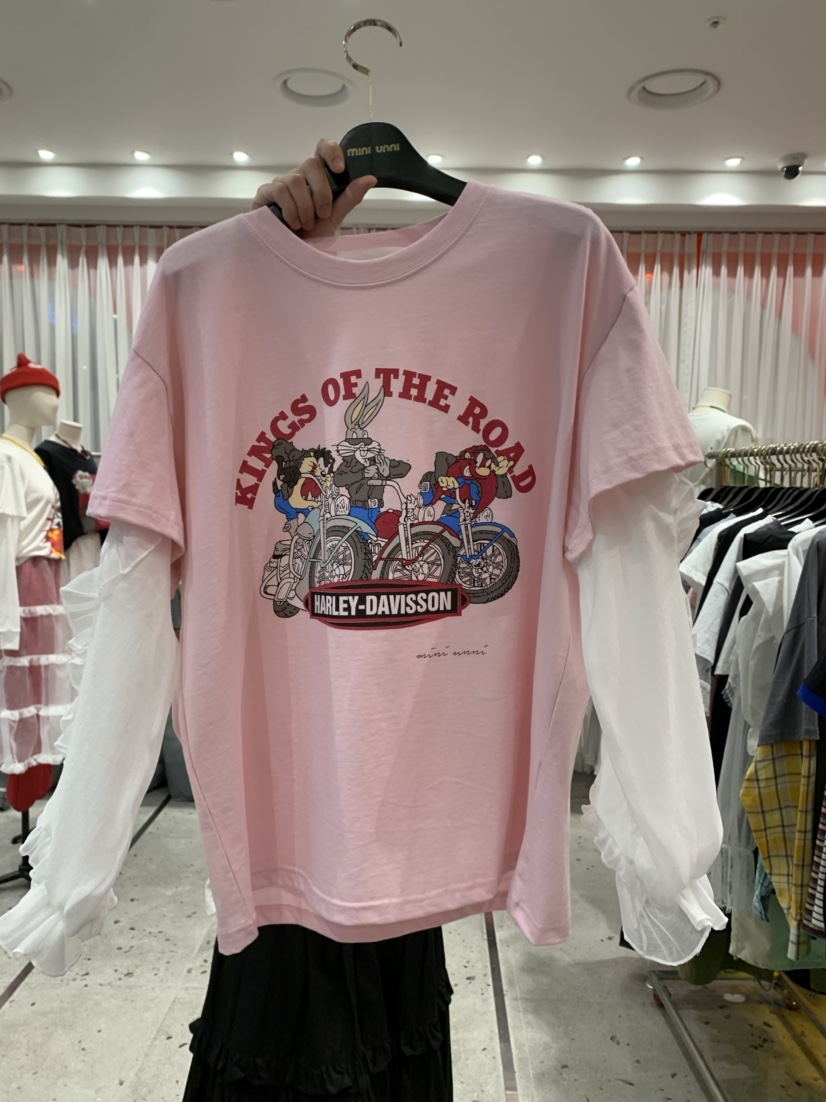 mini unni
KINGS OF THE ROAD
HARLEY-DAVISSON
mini unni